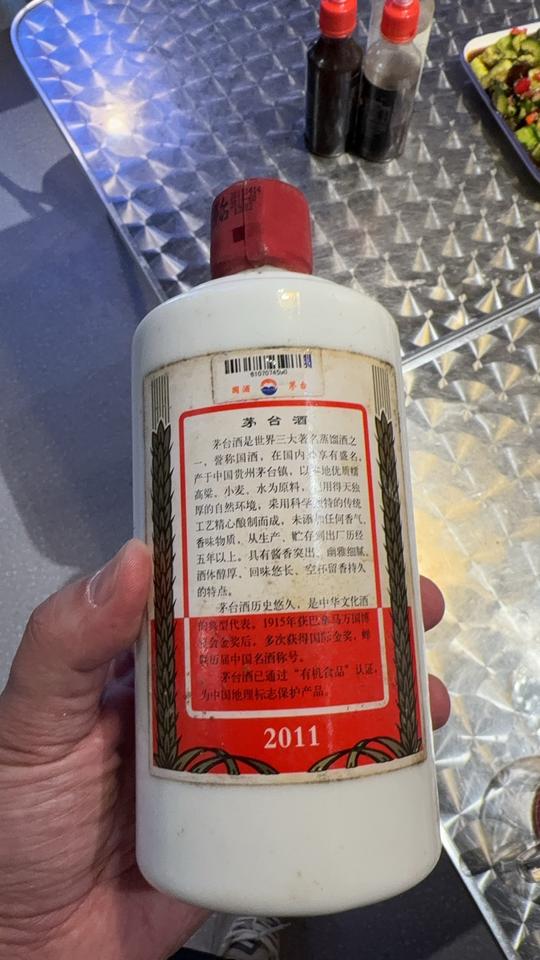 6107074590
国酒 茅台
茅台酒
茅台酒是世界三大著名蒸馏酒之
一，誉称国酒，在国内外享有盛名。
产于中国贵州茅台镇，以本地优质糯
高粱、小麦、水为原料，利用得天独
厚的自然环境，采用科学独特的传统
工艺精心酿制而成，未添加任何香气、
香味物质，从生产、贮存到出厂历经
五年以上。具有酱香突出、幽雅细腻、
酒体醇厚、回味悠长、空杯留香持久
的特点。
茅台酒历史悠久，是中华文化酒
的典型代表。1915年获巴拿马万国博
览会金奖后，多次获得国际金奖，蝉
联历届中国名酒称号。
茅台酒已通过“有机食品”认证，
为中国地理标志保护产品。
2011